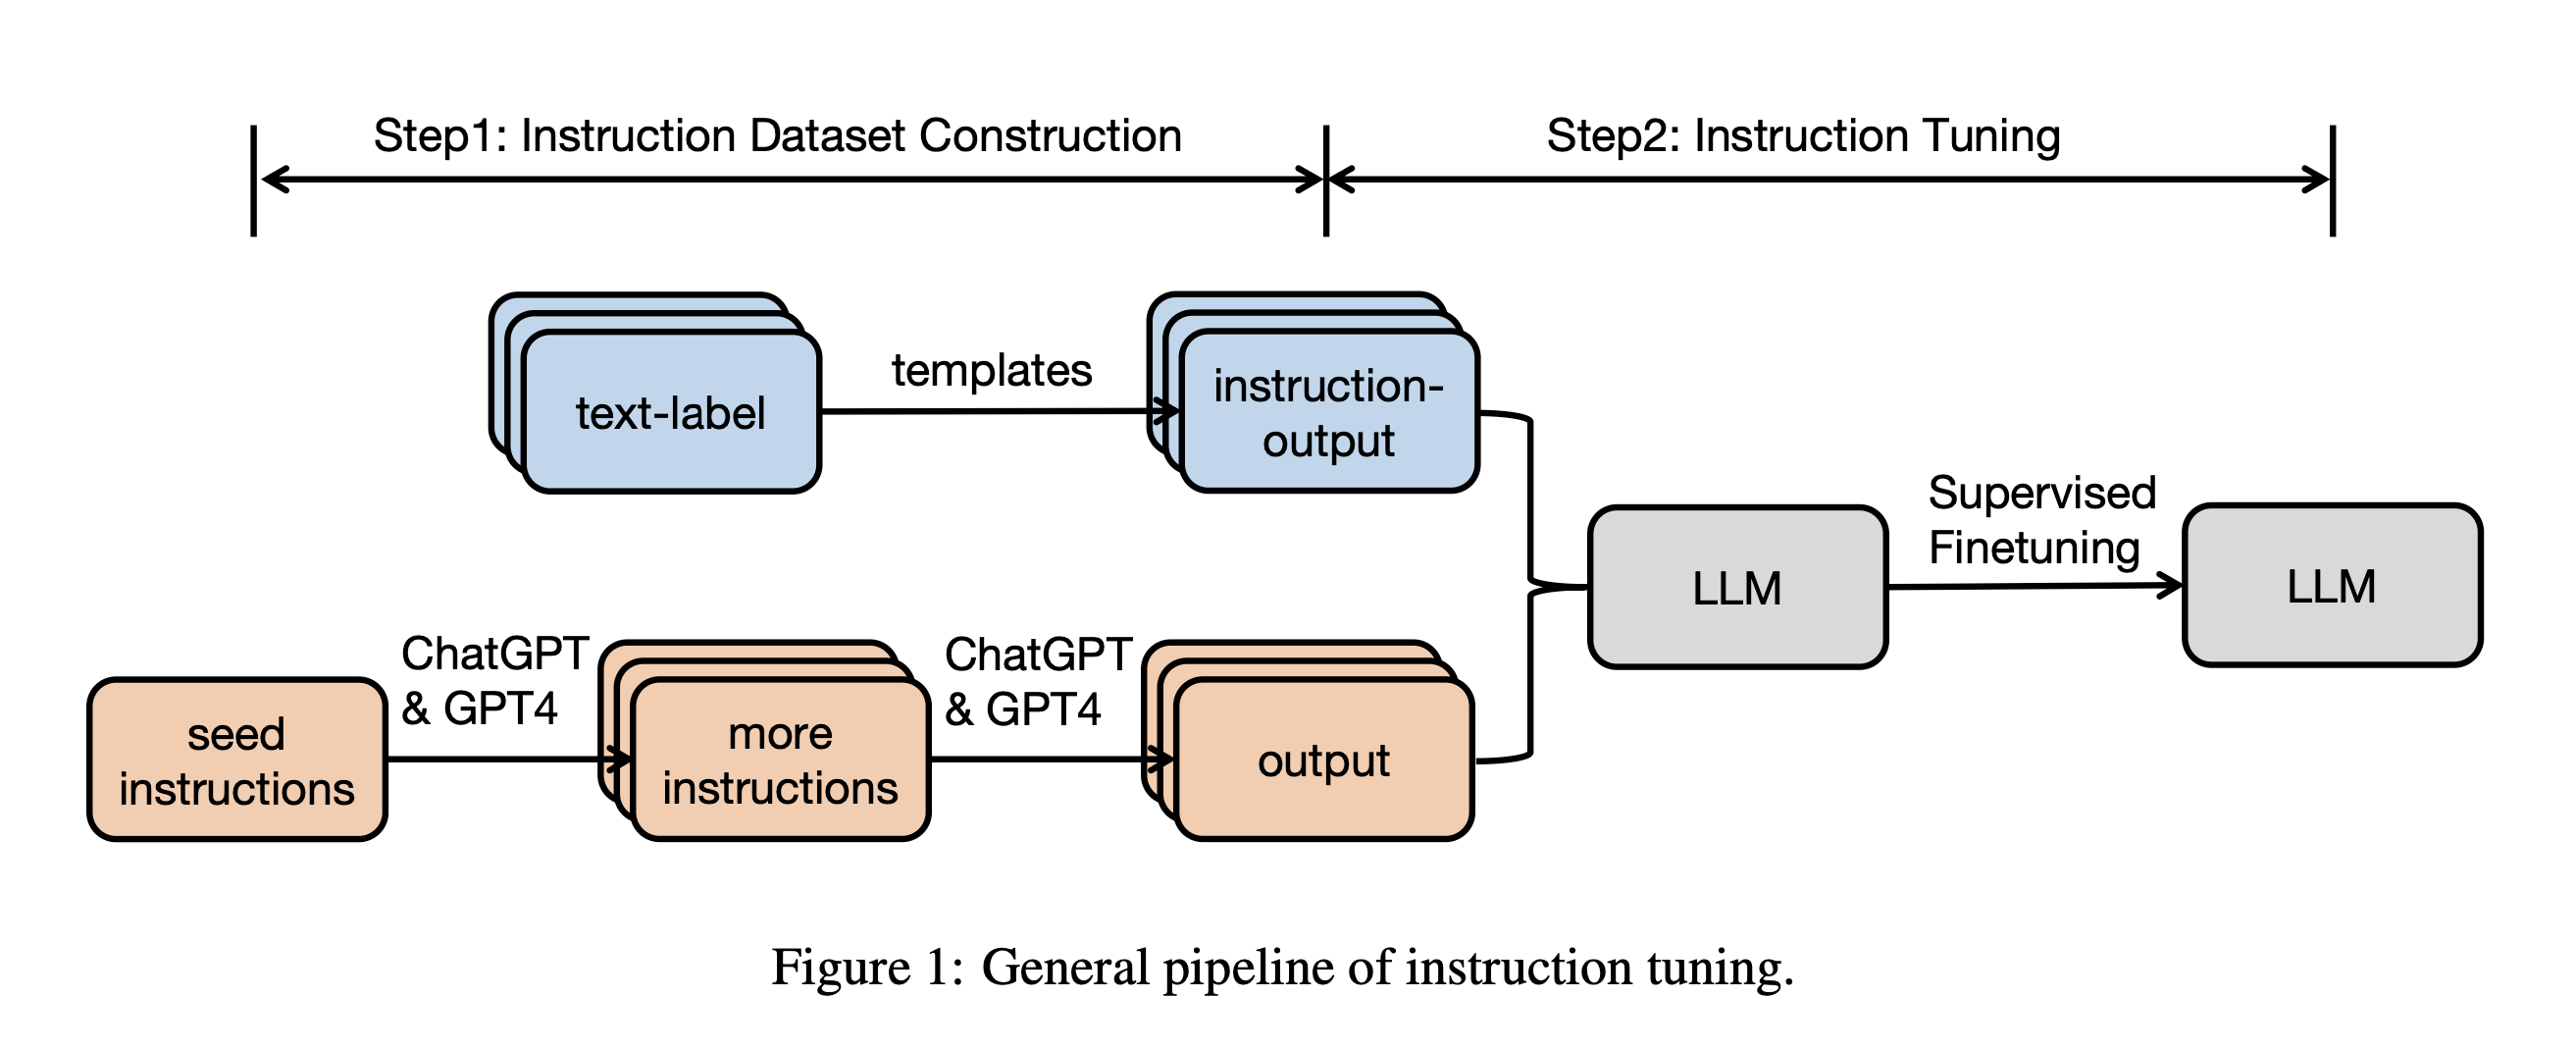 Step1: Instruction Dataset Construction
Step2: Instruction Tuning
text-label
templates
instruction-
output
seed
instructions
ChatGPT
& GPT4
more
instructions
ChatGPT
& GPT4
output
LLM
Supervised
Finetuning
LLM
Figure 1: General pipeline of instruction tuning.